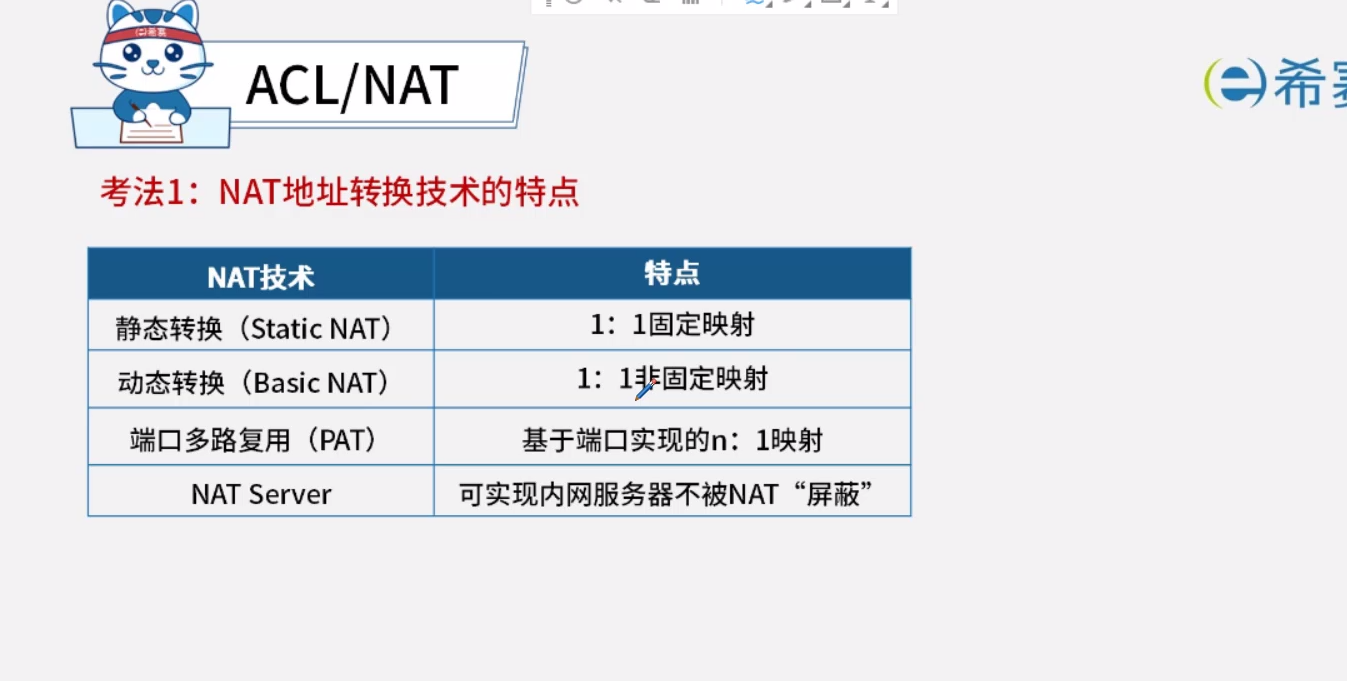 ACL/NAT
希赛
考法1：NAT地址转换技术的特点
NAT技术 特点
静态转换（Static NAT） 1：1固定映射
动态转换（Basic NAT） 1：1非固定映射
端口多路复用（PAT） 基于端口实现的n：1映射
NAT Server 可实现内网服务器不被NAT“屏蔽”